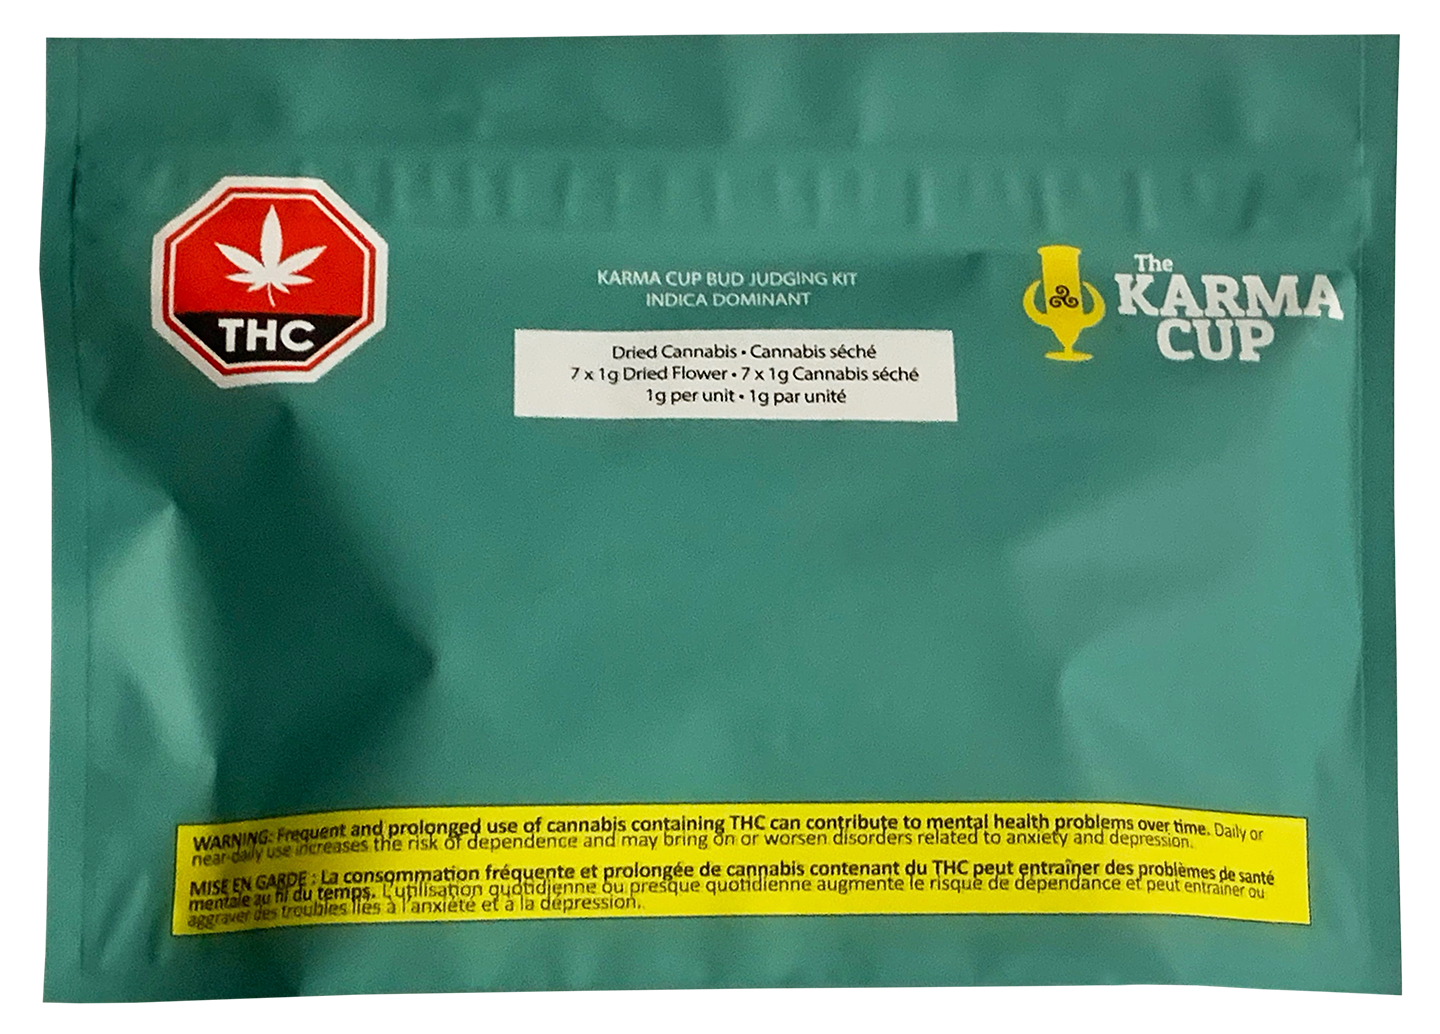 THC
KARMA CUP BUD JUDGING KIT
INDICA DOMINANT
The
KARMA
CUP
Dried Cannabis • Cannabis séché
7 x 1g Dried Flower • 7 x 1g Cannabis séché
1g per unit • 1g par unité
WARNING: Frequent and prolonged use of cannabis containing THC can contribute to mental health problems over time. Daily or
near-daily use increases the risk of dependence and may bring on or worsen disorders related to anxiety and depression.
MISE EN GARDE : La consommation fréquente et prolongée de cannabis contenant du THC peut entraîner des problèmes de santé
mentale au fil du temps. L'utilisation quotidienne ou presque quotidienne augmente le risque de dépendance et peut entraîner ou
aggraver des troubles liés à l'anxiété et à la dépression.